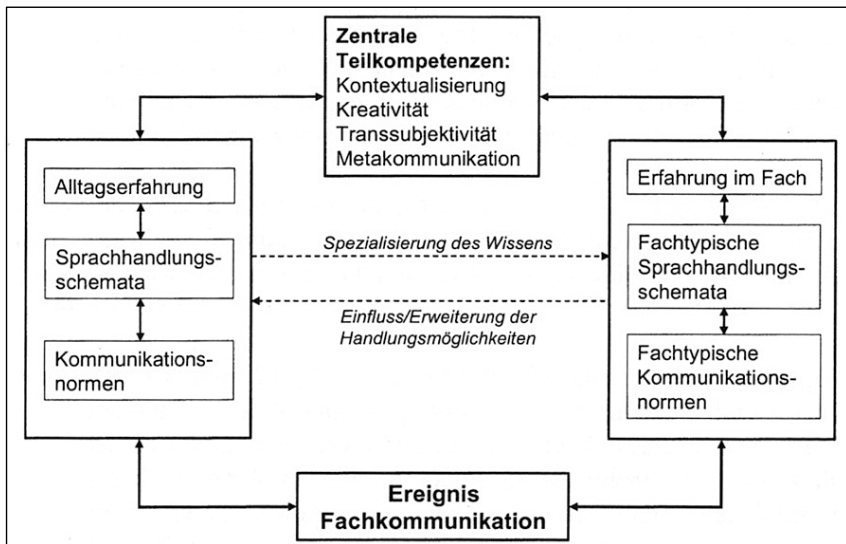 Zentrale
Teilkompetenzen:
Kontextualisierung
Kreativität
Transsubjektivität
Metakommunikation
Alltagserfahrung
Sprachhandlungs-
schemata
Kommunikations-
normen
Spezialisierung des Wissens
Einfluss/Erweiterung der
Handlungsmöglichkeiten
Erfahrung im Fach
Fachtypische
Sprachhandlungs-
schemata
Fachtypische
Kommunikations-
normen
Ereignis
Fachkommunikation